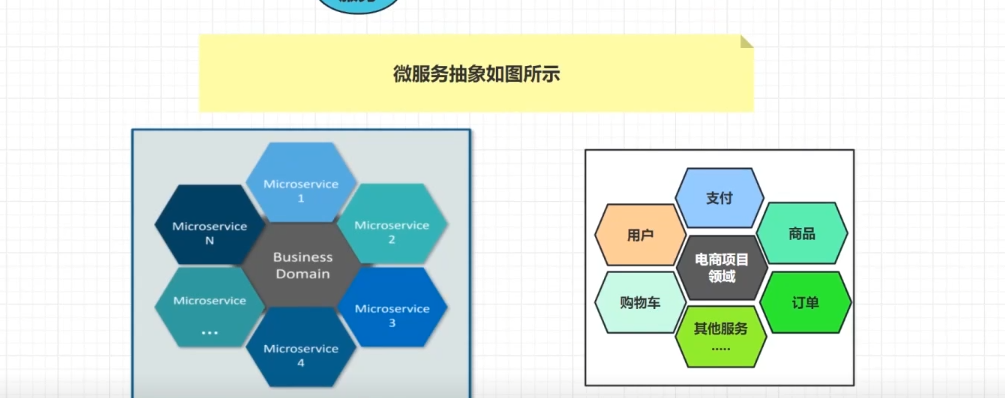 微服务抽象如图所示
Microservice
1
Microservice
N
Microservice
2
Business
Domain
Microservice
...
Microservice
3
Microservice
4
支付
用户
商品
电商项目
领域
购物车
订单
其他服务
.....